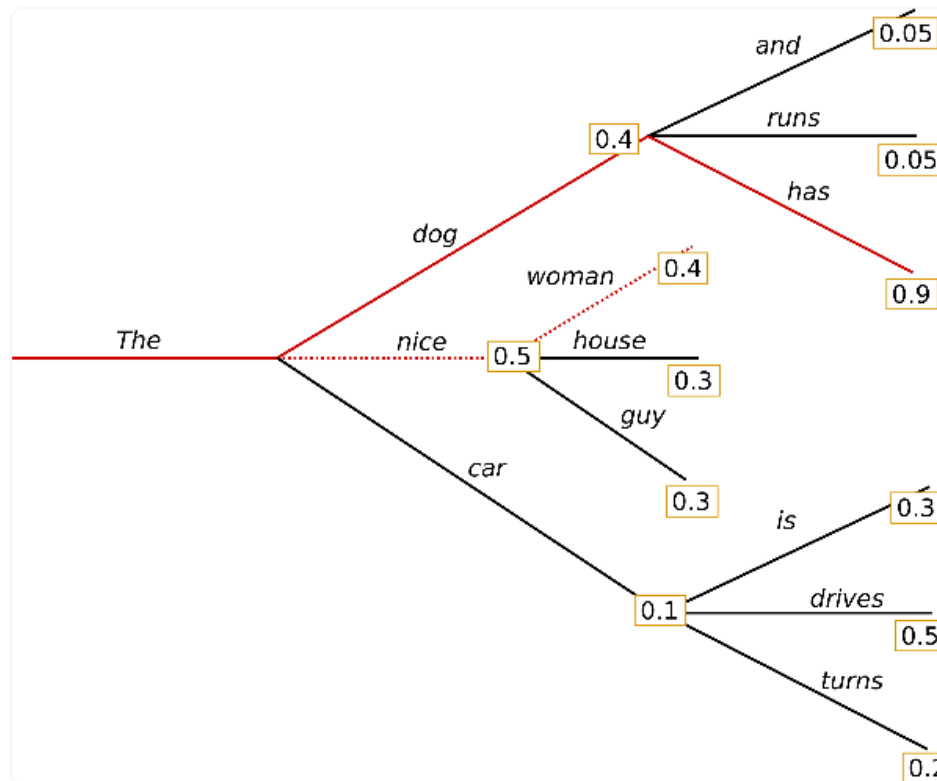 and
0.05
runs
0.4
0.05
has
dog
woman
0.4
0.9
The
nice
0.5
house
0.3
guy
car
0.3
0.3
is
drives
0.1
0.5
turns